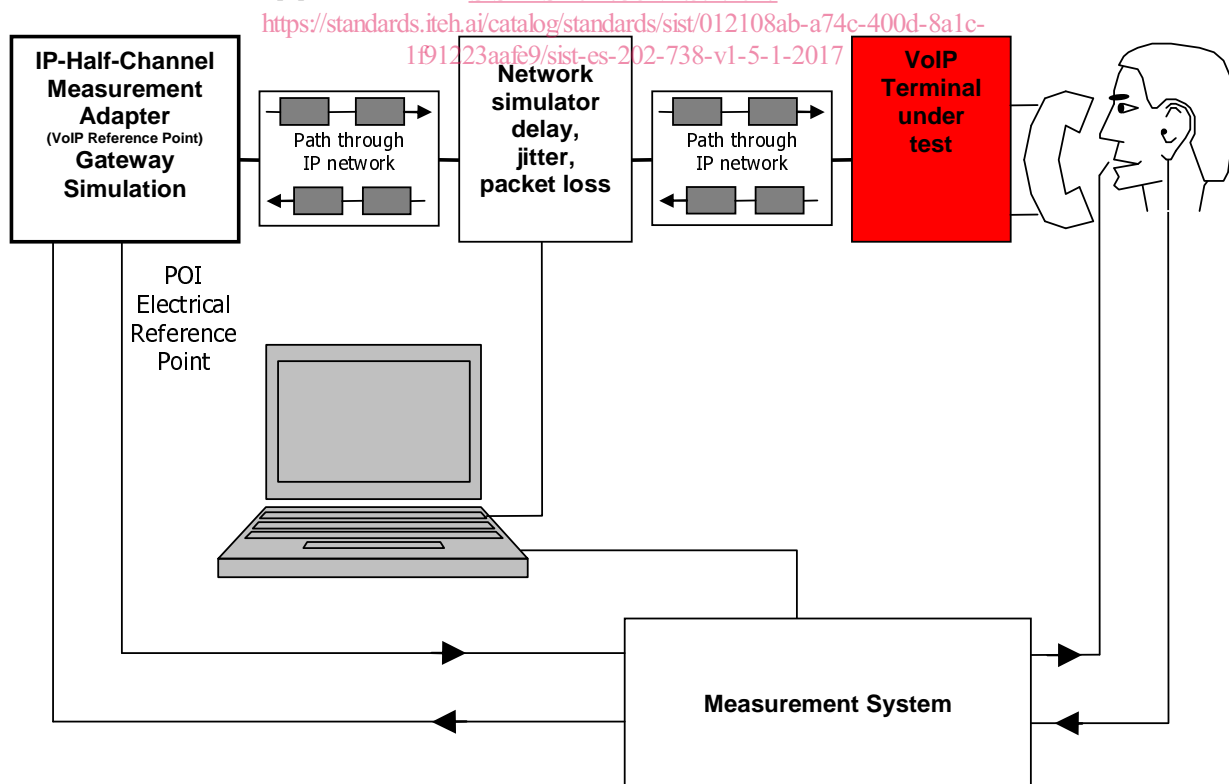 https://standards.iteh.ai/catalog/standards/sist/012108ab-a74c-400d-8a1c-
1f91223aafe9/sist-es-202-738-v1-5-1-2017
IP-Half-Channel
Measurement
Adapter
(VoIP Reference Point)
Gateway
Simulation
Path through
IP network
Network
simulator
delay,
jitter,
packet loss
Path through
IP network
VoIP
Terminal
under
test
POI
Electrical
Reference
Point
Measurement System